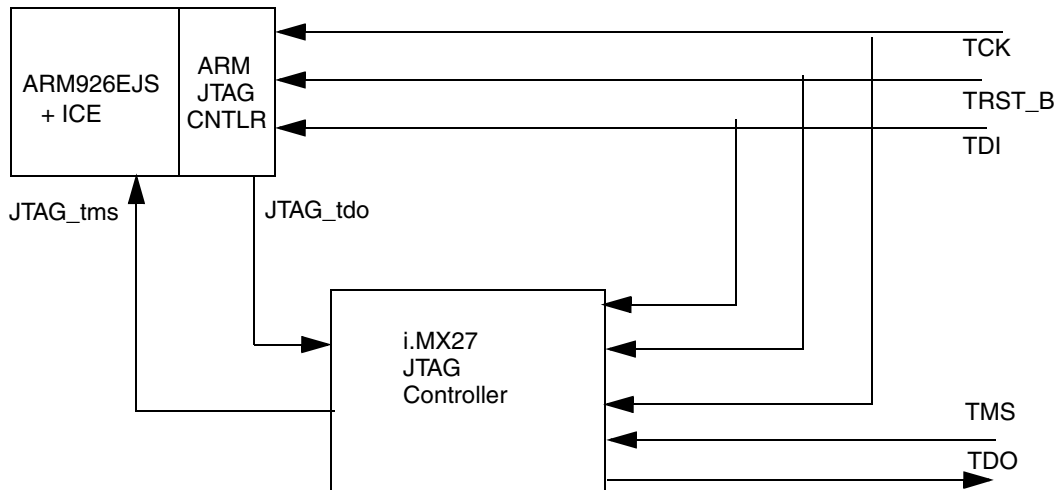 TCK
ARM926EJS
+ ICE
ARM
JTAG
CNTLR
TRST_B
TDI
JTAG_tms
JTAG_tdo
i.MX27
JTAG
Controller
TMS
TDO